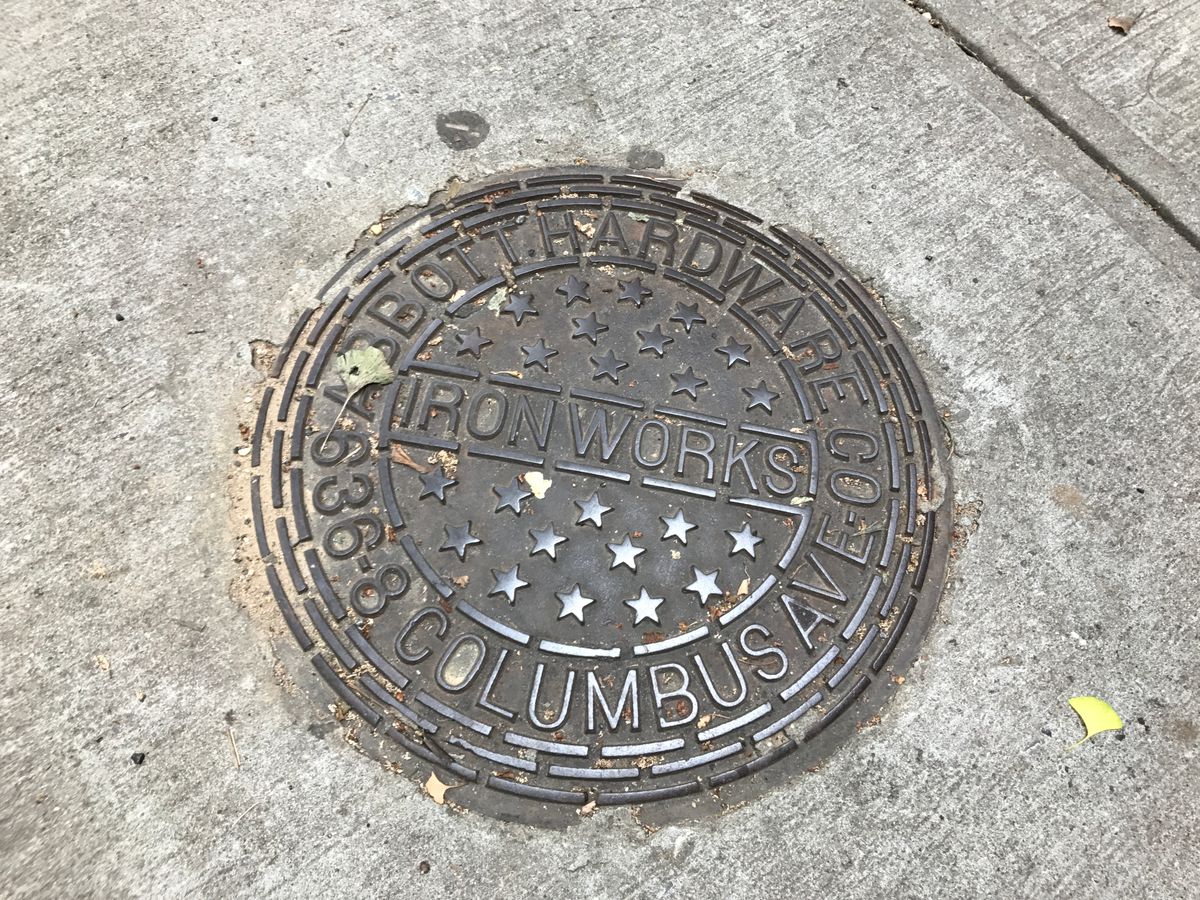 ABBOTT.HARDWARE CO.
IRON WORKS
636-8 COLUMBUS AVE.